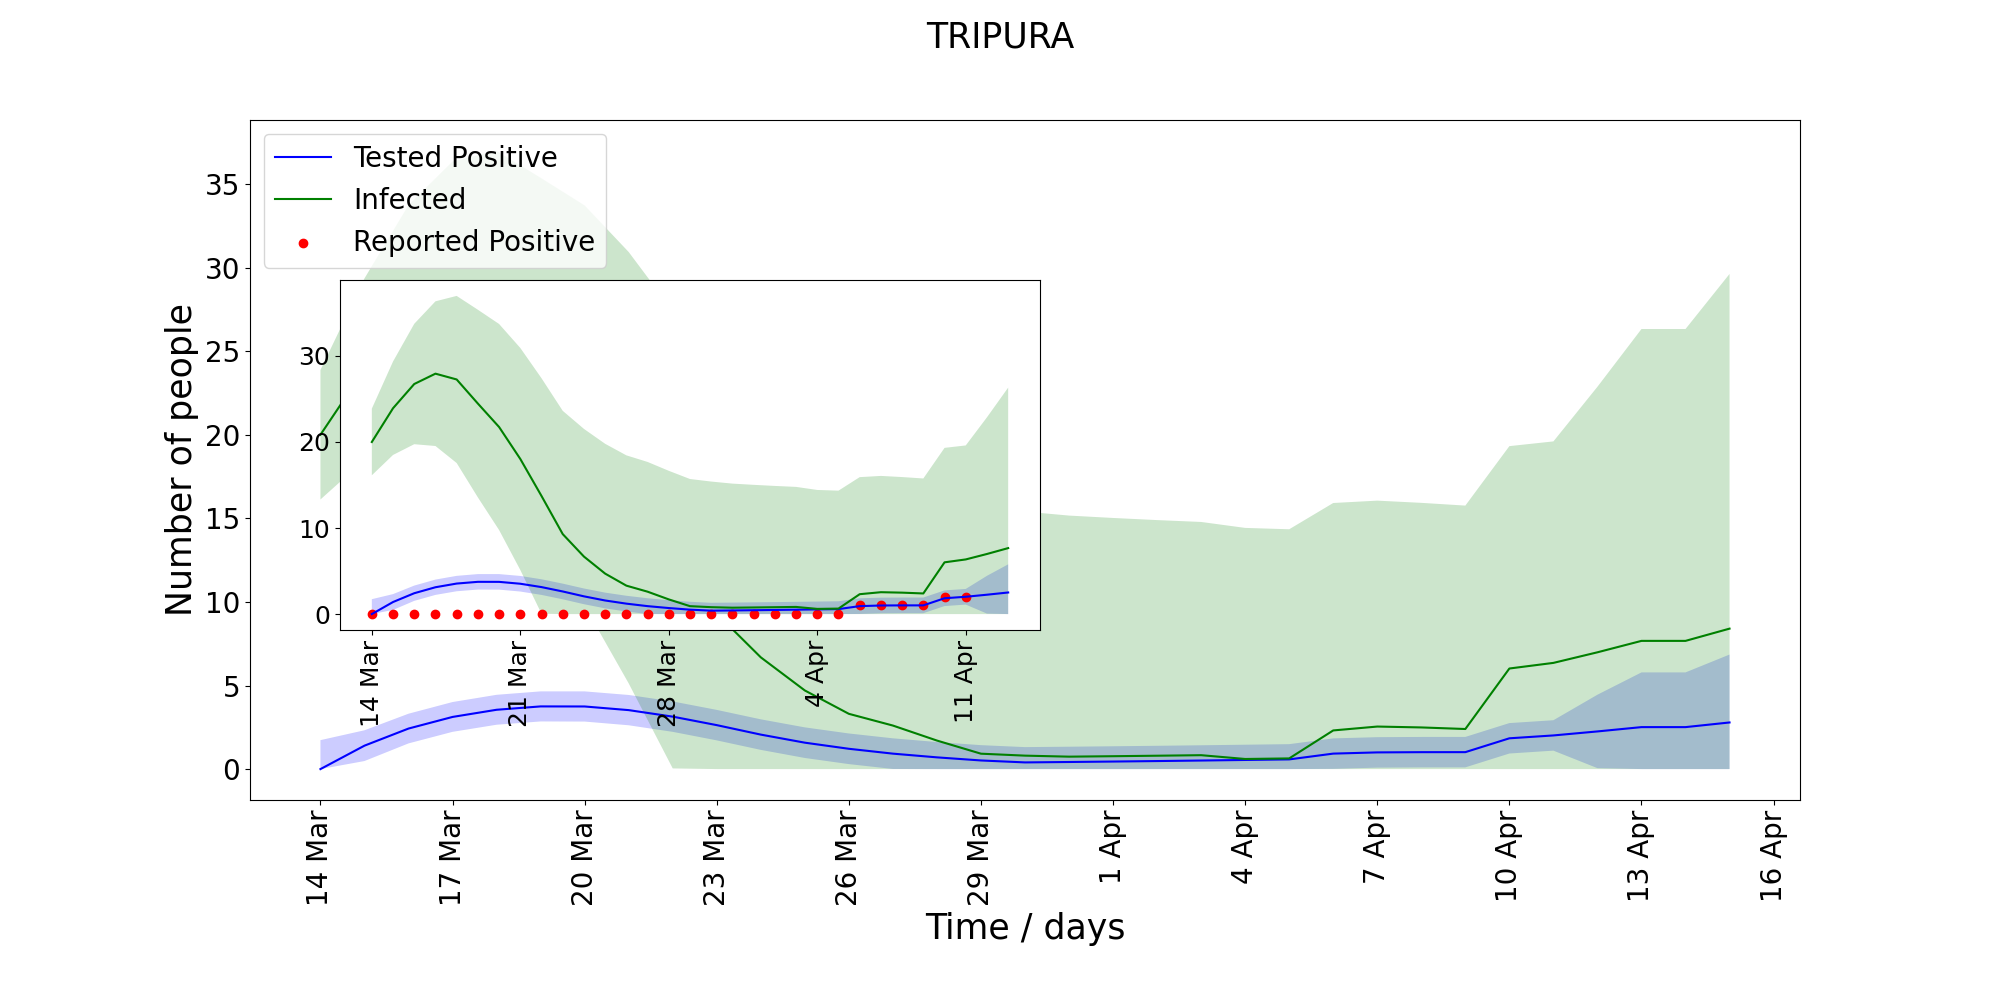 TRIPURA
Tested Positive
Infected
Reported Positive
Number of people
35
30
25
20
15
10
5
0
30
20
10
0
14 Mar
21 Mar
28 Mar
4 Apr
11 Apr
14 Mar
17 Mar
20 Mar
23 Mar
26 Mar
29 Mar
1 Apr
4 Apr
7 Apr
10 Apr
13 Apr
16 Apr
Time / days